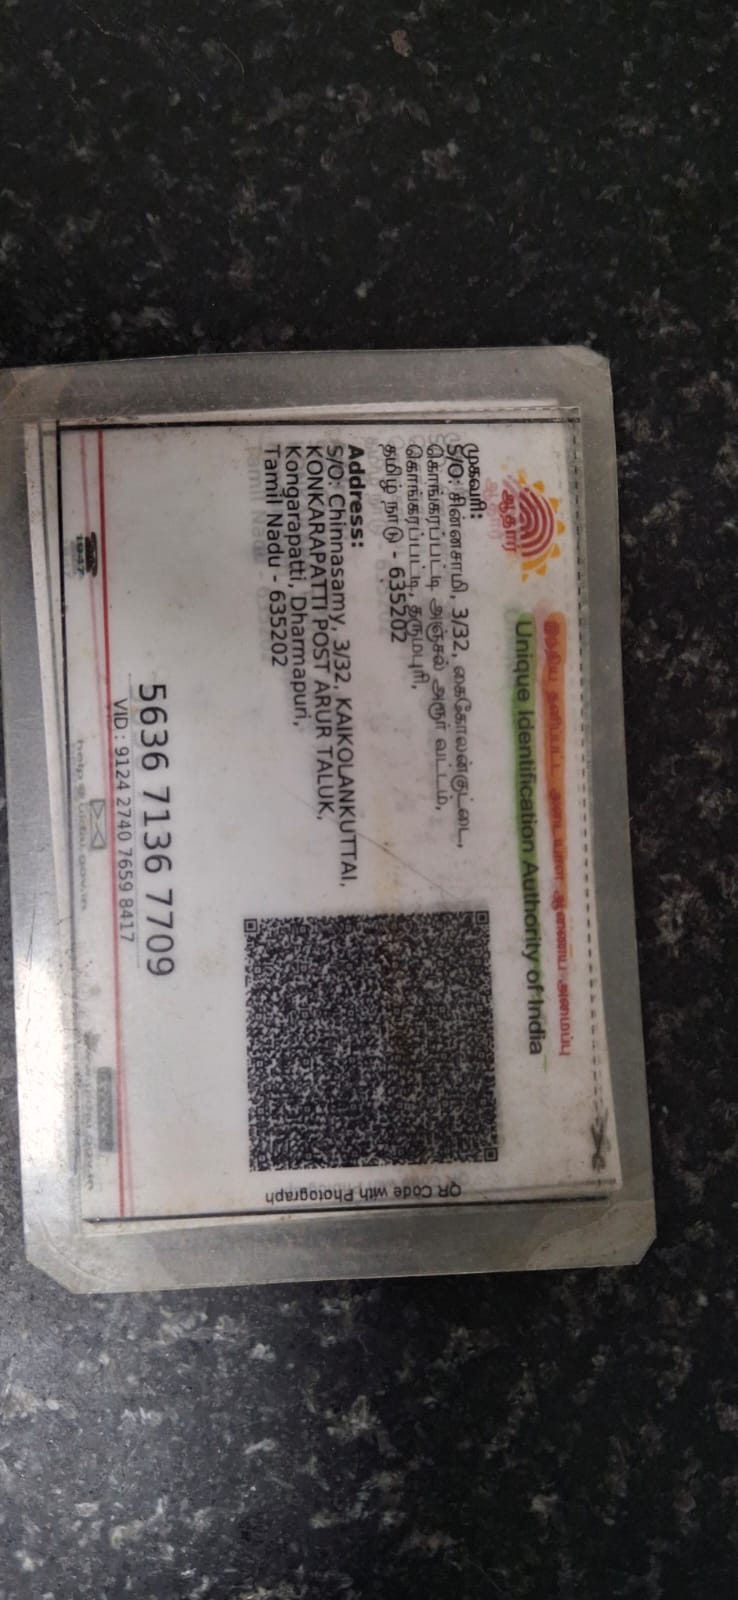 இந்திய தனிப்பட்ட அடையாள ஆணைய அமைப்பு
Unique Identification Authority of India
ஆதார்
முகவரி:
S/O: சின்னசாமி, 3/32, கைகோலன்குட்டை,
கொங்கரப்பட்டி அஞ்சல் அரூர் வட்டம்,
கொங்கரப்பட்டி, தருமபுரி,
தமிழ் நாடு - 635202
Address:
S/O: Chinnasamy, 3/32, KAIKOLANKUTTAI,
KONKARAPATTI POST ARUR TALUK,
Kongarapatti, Dharmapuri,
Tamil Nadu - 635202
QR Code with Photograph
5636 7136 7709
VID : 9124 2740 7659 8417
1947
help@uidai.gov.in